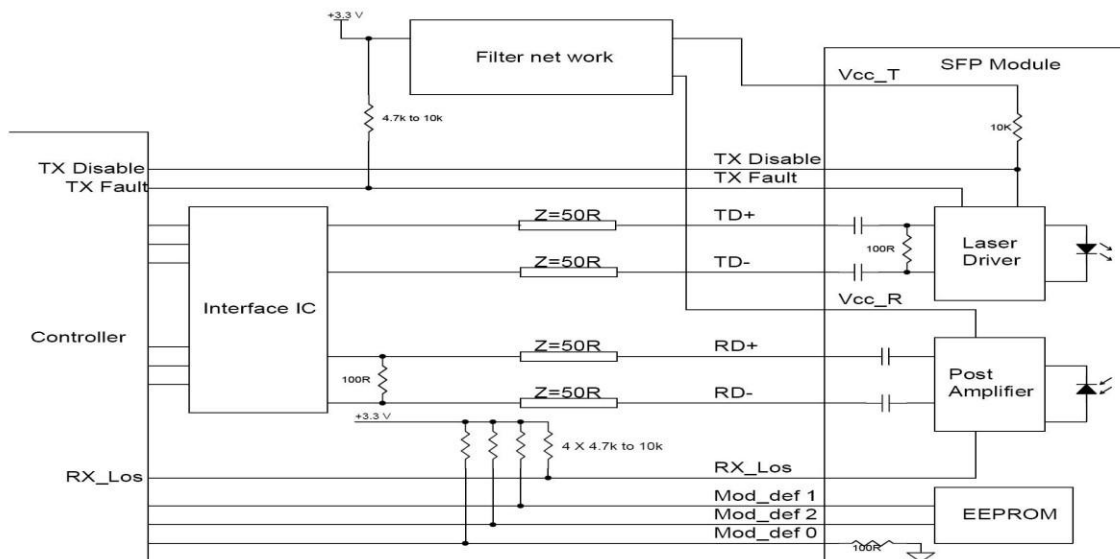 +3.3 V
Filter net work
SFP Module
Vcc_T
4.7k to 10k
10K
TX Disable
TX Disable
TX Fault
TX Fault
Z=50R
TD+
100R
Laser
Driver
Z=50R
TD-
Interface IC
Vcc_R
Controller
Z=50R
RD+
100R
Post
Amplifier
Z=50R
RD-
+3.3 V
4 X 4.7k to 10k
RX_Los
RX_Los
Mod_def 1
Mod_def 2
EEPROM
Mod_def 0
100R